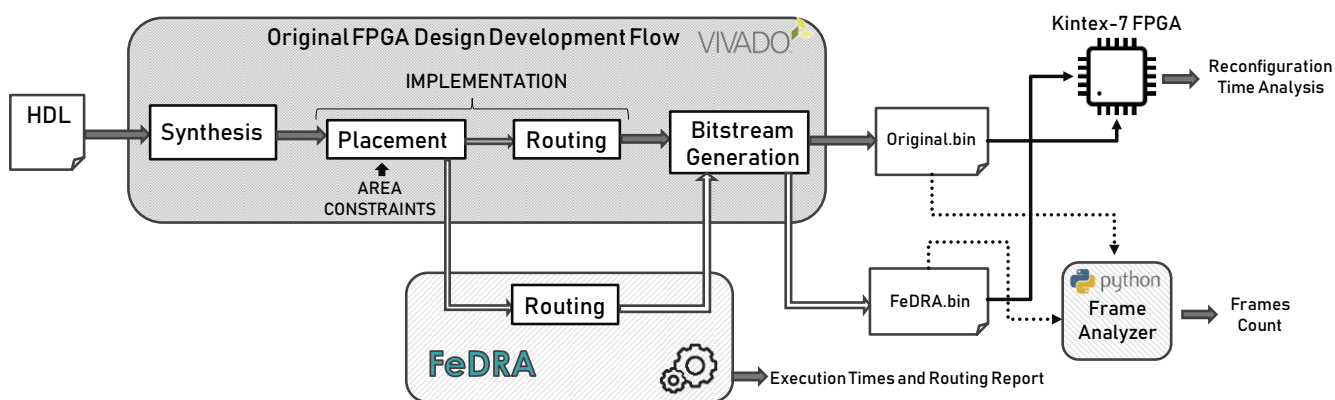 Original FPGA Design Development Flow
VIVADO
Kintex-7 FPGA
IMPLEMENTATION
Reconfiguration
Time Analysis
HDL
Synthesis
Placement
Routing
Bitstream
Generation
Original.bin
AREA
CONSTRAINTS
Routing
FeDRA.bin
python
Frame
Analyzer
Frames
Count
FeDRA
Execution Times and Routing Report